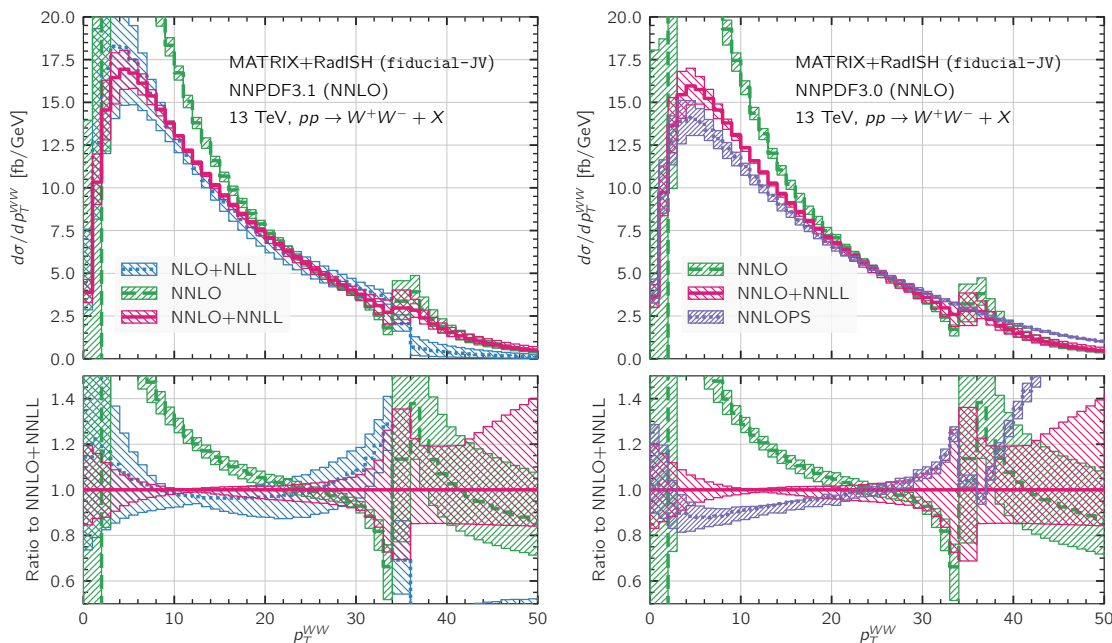 20.0
17.5
15.0
12.5
10.0
7.5
5.0
2.5
0.0
dσ/dp_T^{WW} [fb/GeV]
MATRIX+RadISH (fiducial-JV)
NNPDF3.1 (NNLO)
13 TeV, pp → W⁺W⁻ + X
NLO+NLL
NNLO
NNLO+NNLL
1.4
1.2
1.0
0.8
0.6
Ratio to NNLO+NNLL
0 10 20 30 40 50
p_T^{WW}
20.0
17.5
15.0
12.5
10.0
7.5
5.0
2.5
0.0
dσ/dp_T^{WW} [fb/GeV]
MATRIX+RadISH (fiducial-JV)
NNPDF3.0 (NNLO)
13 TeV, pp → W⁺W⁻ + X
NNLO
NNLO+NNLL
NNLOPS
1.4
1.2
1.0
0.8
0.6
Ratio to NNLO+NNLL
0 10 20 30 40 50
p_T^{WW}